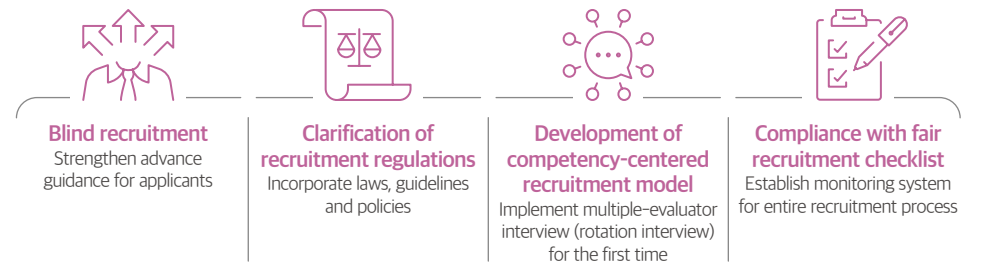 Blind recruitment
Strengthen advance
guidance for applicants
Clarification of
recruitment regulations
Incorporate laws, guidelines
and policies
Development of
competency-centered
recruitment model
Implement multiple-evaluator
interview (rotation interview)
for the first time
Compliance with fair
recruitment checklist
Establish monitoring system
for entire recruitment process